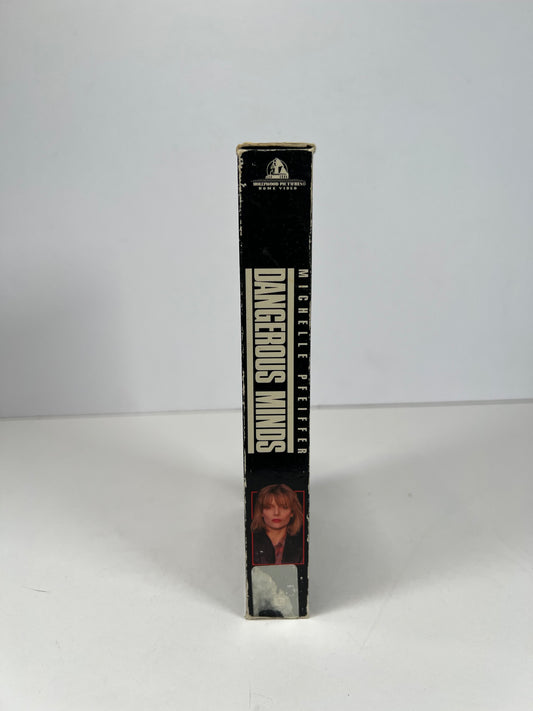 HOLLYWOOD PICTURES
HOME VIDEO
MICHELLE PFEIFFER
DANGEROUS MINDS